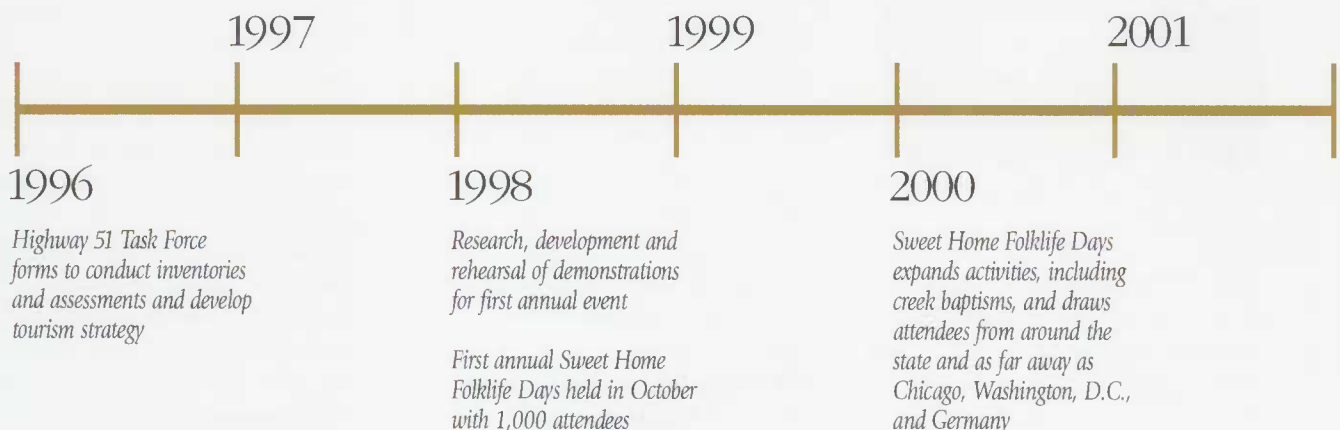 1997
1999
2001
1996
1998
2000
Highway 51 Task Force
forms to conduct inventories
and assessments and develop
tourism strategy
Research, development and
rehearsal of demonstrations
for first annual event
First annual Sweet Home
Folklife Days held in October
with 1,000 attendees
Sweet Home Folklife Days
expands activities, including
creek baptisms, and draws
attendees from around the
state and as far away as
Chicago, Washington, D.C.,
and Germany